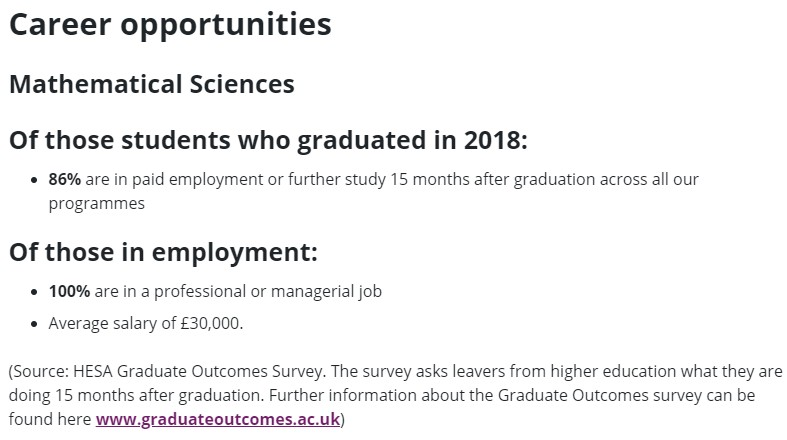 Career opportunities
Mathematical Sciences
Of those students who graduated in 2018:
• 86% are in paid employment or further study 15 months after graduation across all our
programmes
Of those in employment:
• 100% are in a professional or managerial job
• Average salary of £30,000.
(Source: HESA Graduate Outcomes Survey. The survey asks leavers from higher education what they are
doing 15 months after graduation. Further information about the Graduate Outcomes survey can be
found here www.graduateoutcomes.ac.uk)